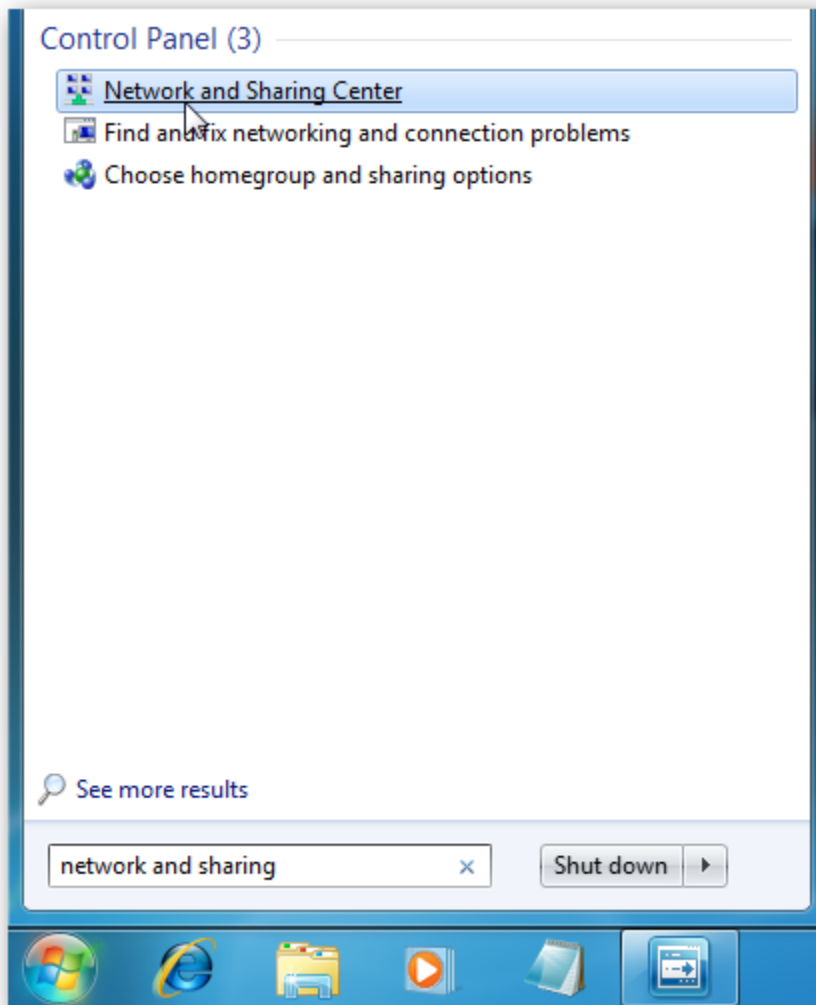 Control Panel (3)
Network and Sharing Center
Find and fix networking and connection problems
Choose homegroup and sharing options
See more results
network and sharing
Shut down